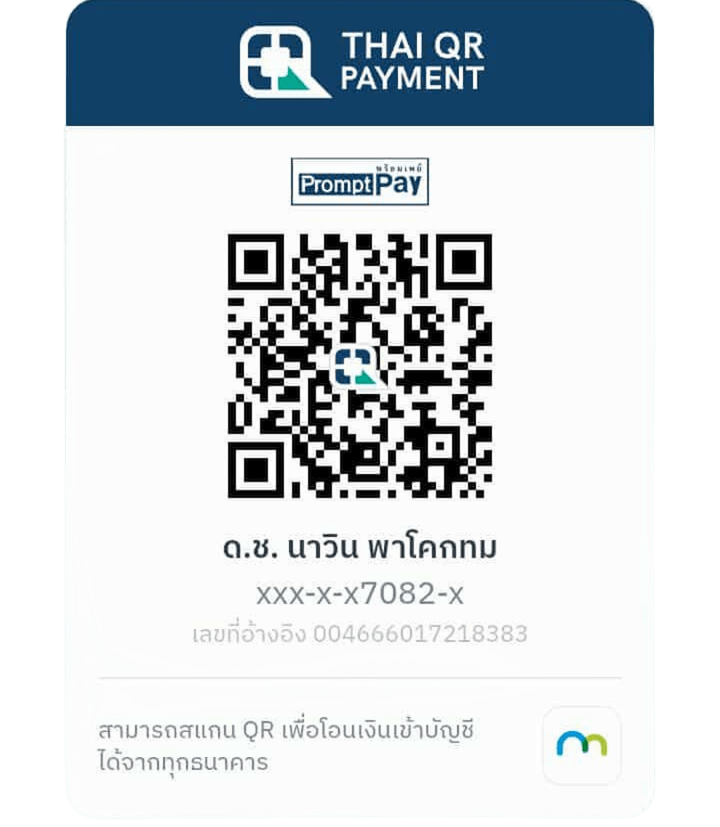 THAI QR
PAYMENT
พร้อมเพย์
PromptPay
ด.ช. นาวิน พาโคกทม
xxx-x-x7082-x
เลขที่อ้างอิง 004666017218383
สามารถสแกน QR เพื่อโอนเงินเข้าบัญชี
ได้จากทุกธนาคาร